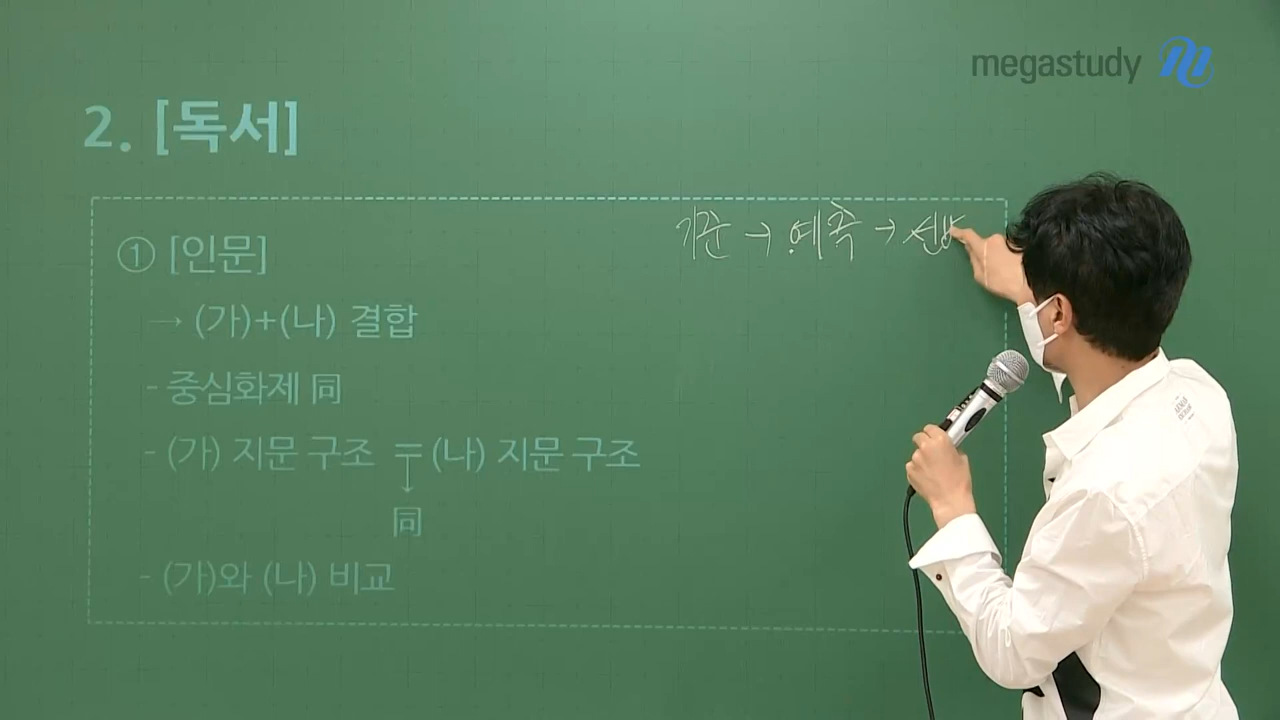 megastudy
2. [독서]
기준 → 예측 →
① [인문]
→ (가)+(나) 결합
- 중심화제 同
- (가) 지문 구조 = (나) 지문 구조
↓
同
- (가)와 (나) 비교